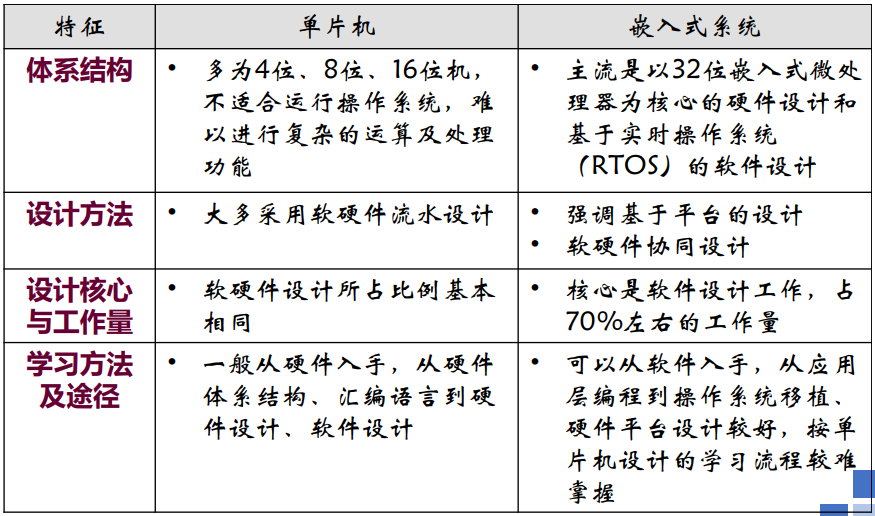 特征 单片机 嵌入式系统
体系结构
• 多为4位、8位、16位机，
不适合运行操作系统，难
以进行复杂的运算及处理
功能
• 主流是以32位嵌入式微处
理器为核心的硬件设计和
基于实时操作系统
（RTOS）的软件设计
设计方法
• 大多采用软硬件流水设计
• 强调基于平台的设计
• 软硬件协同设计
设计核心
与工作量
• 软硬件设计所占比例基本
相同
• 核心是软件设计工作，占
70%左右的工作量
学习方法
及途径
• 一般从硬件入手，从硬件
体系结构、汇编语言到硬
件设计、软件设计
• 可以从软件入手，从应用
层编程到操作系统移植、
硬件平台设计较好，按单
片机设计的学习流程较难
掌握